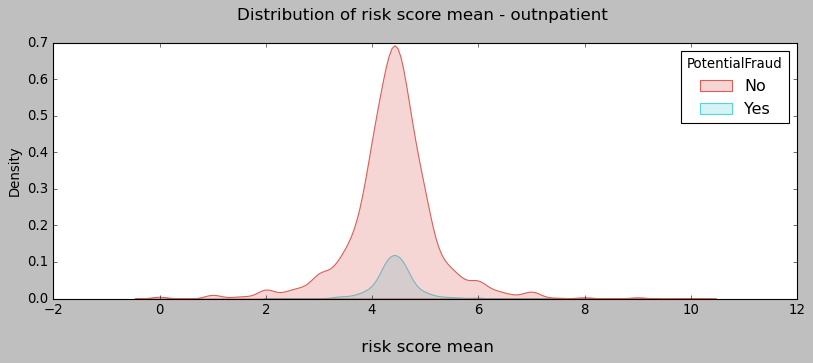 Distribution of risk score mean - outnpatient
0.7
0.6
0.5
0.4
0.3
0.2
0.1
0.0
Density
PotentialFraud
No
Yes
−2
0
2
4
6
8
10
12
risk score mean